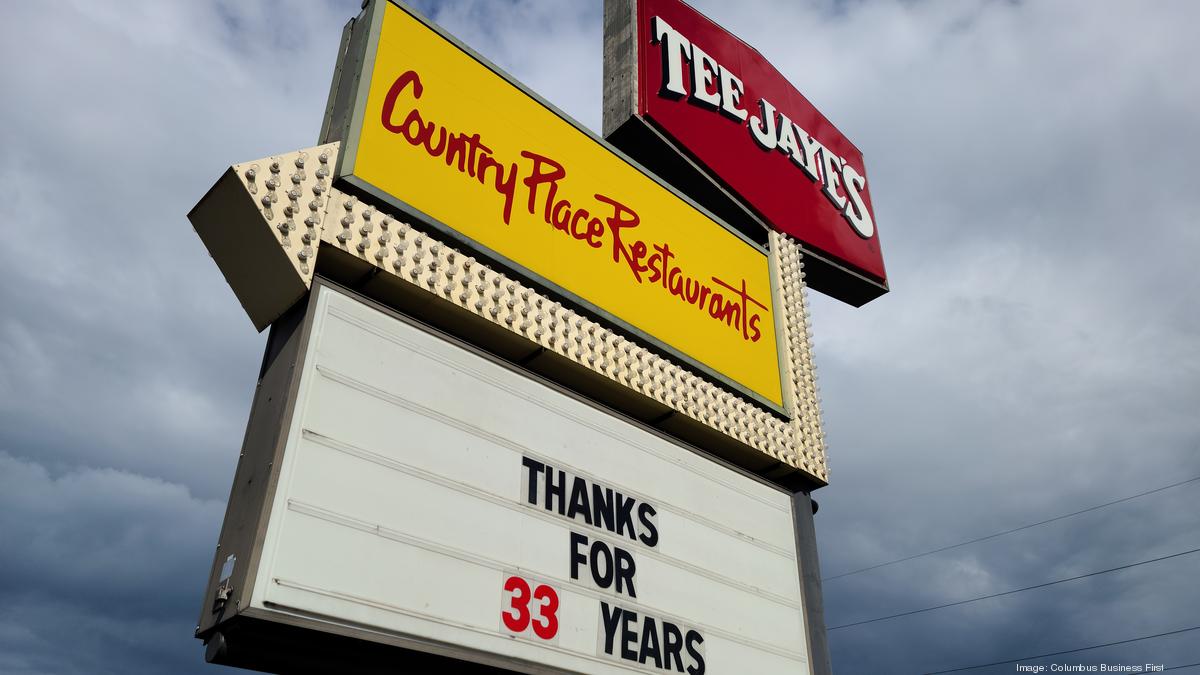 TEE JAYE'S
Country Place Restaurants
THANKS
FOR
33 YEARS
Image: Columbus Business First